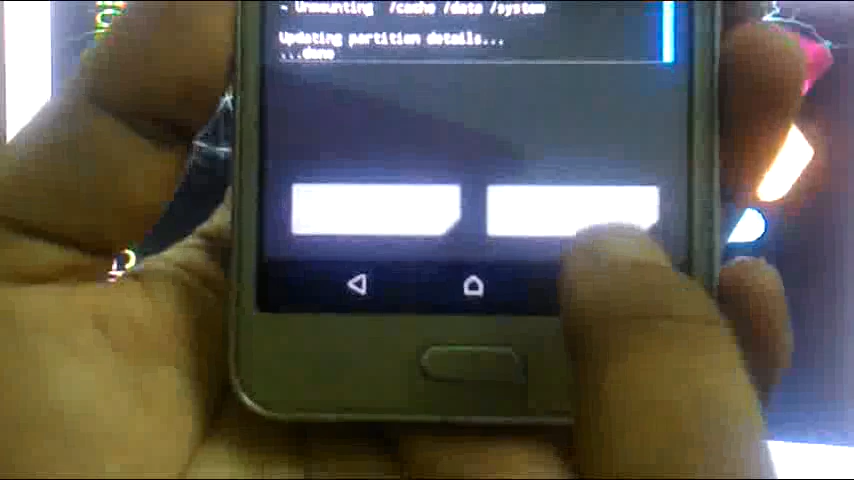 ~ Unmounting /cache /data /system
Updating partition details...
...done